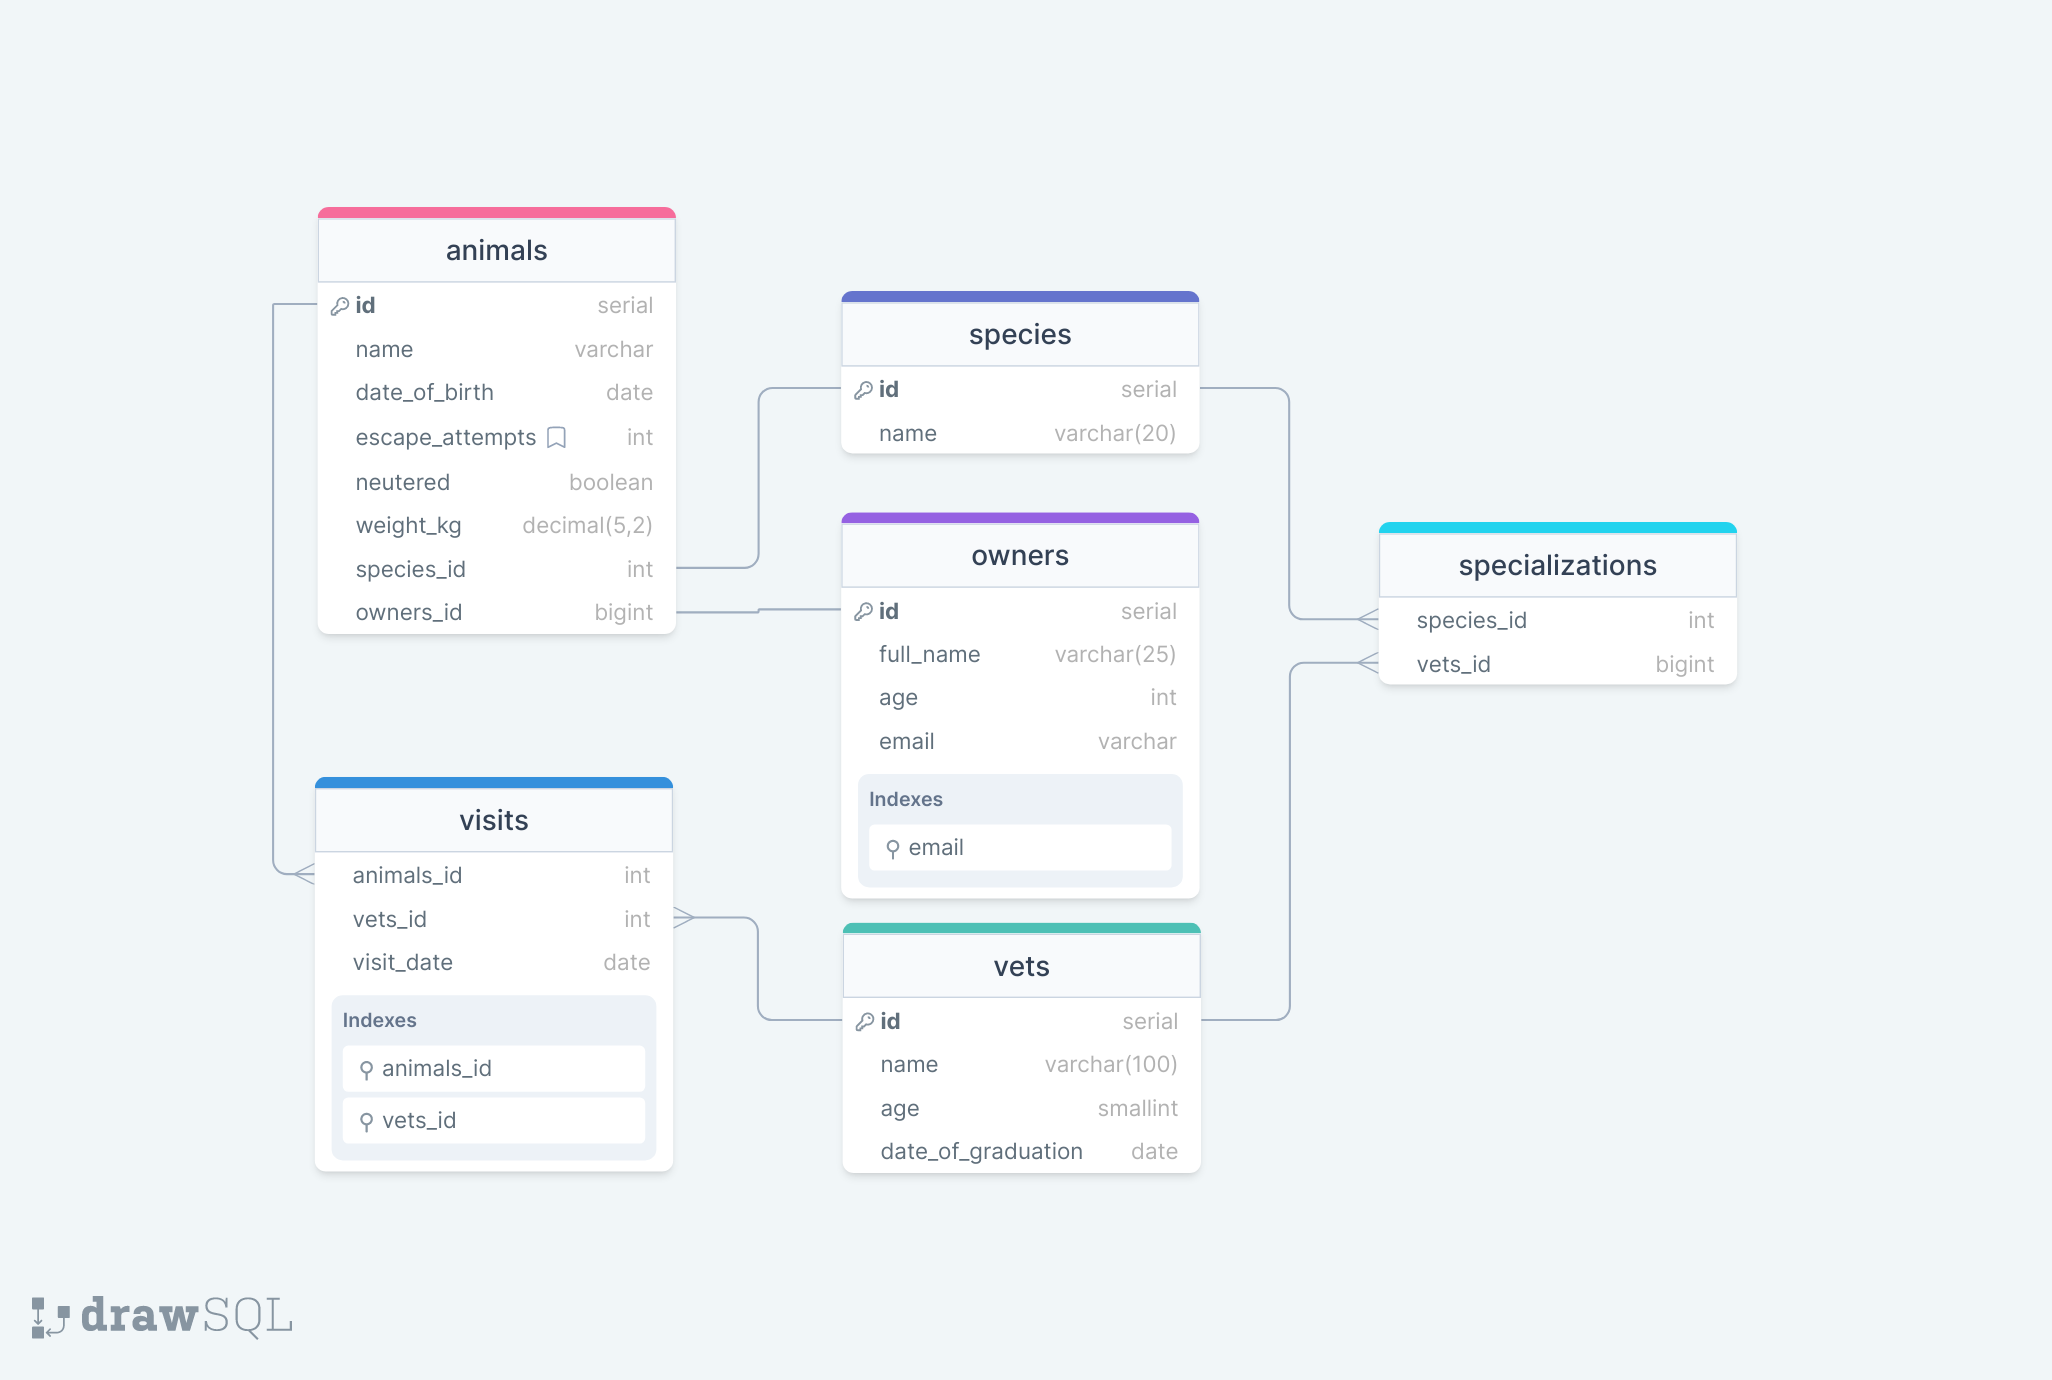 animals
id serial
name varchar
date_of_birth date
escape_attempts int
neutered boolean
weight_kg decimal(5,2)
species_id int
owners_id bigint
species
id serial
name varchar(20)
owners
id serial
full_name varchar(25)
age int
email varchar
Indexes
email
specializations
species_id int
vets_id bigint
visits
animals_id int
vets_id int
visit_date date
Indexes
animals_id
vets_id
vets
id serial
name varchar(100)
age smallint
date_of_graduation date
drawSQL